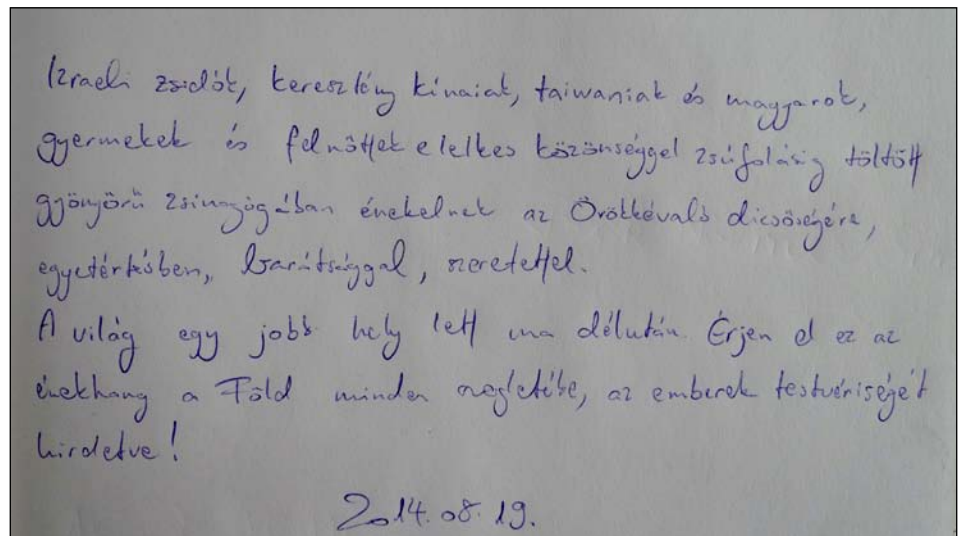 Izraeli zsidók, keresztény kínaiak, taiwaniak és magyarok,
gyermekek és felnőttek lelkes közönséggel zsúfolásig töltött
gyönyörű zsinagógában énekelnek az Örökkévaló dicsőségére,
egyetértésben, barátsággal, szeretettel.
A világ egy jobb hely lett ma délután. Érjen el ez az
énekhang a Föld minden szegletébe, az emberek testvériségét
hirdetve!
2014.08.19.